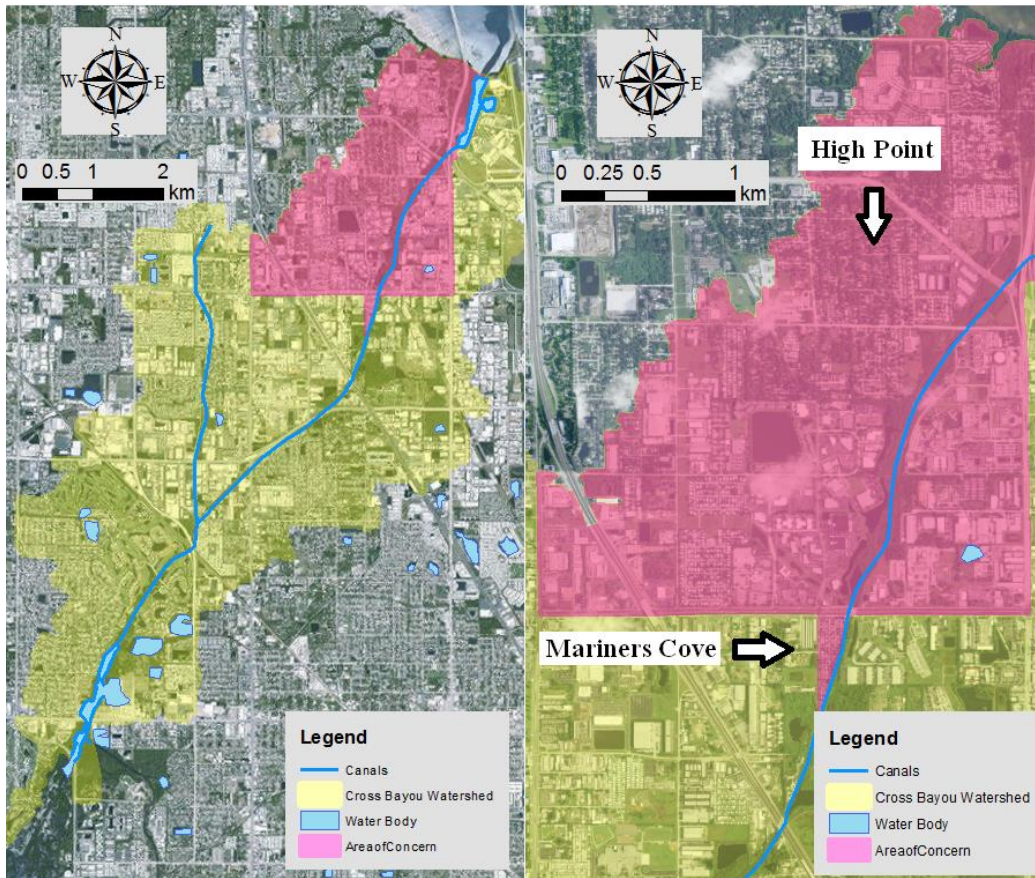 N
W E
S
0 0.5 1 2
km
Legend
Canals
Cross Bayou Watershed
Water Body
AreaofConcern
N
W E
S
0 0.25 0.5 1
km
High Point
Mariners Cove
Legend
Canals
Cross Bayou Watershed
Water Body
AreaofConcern